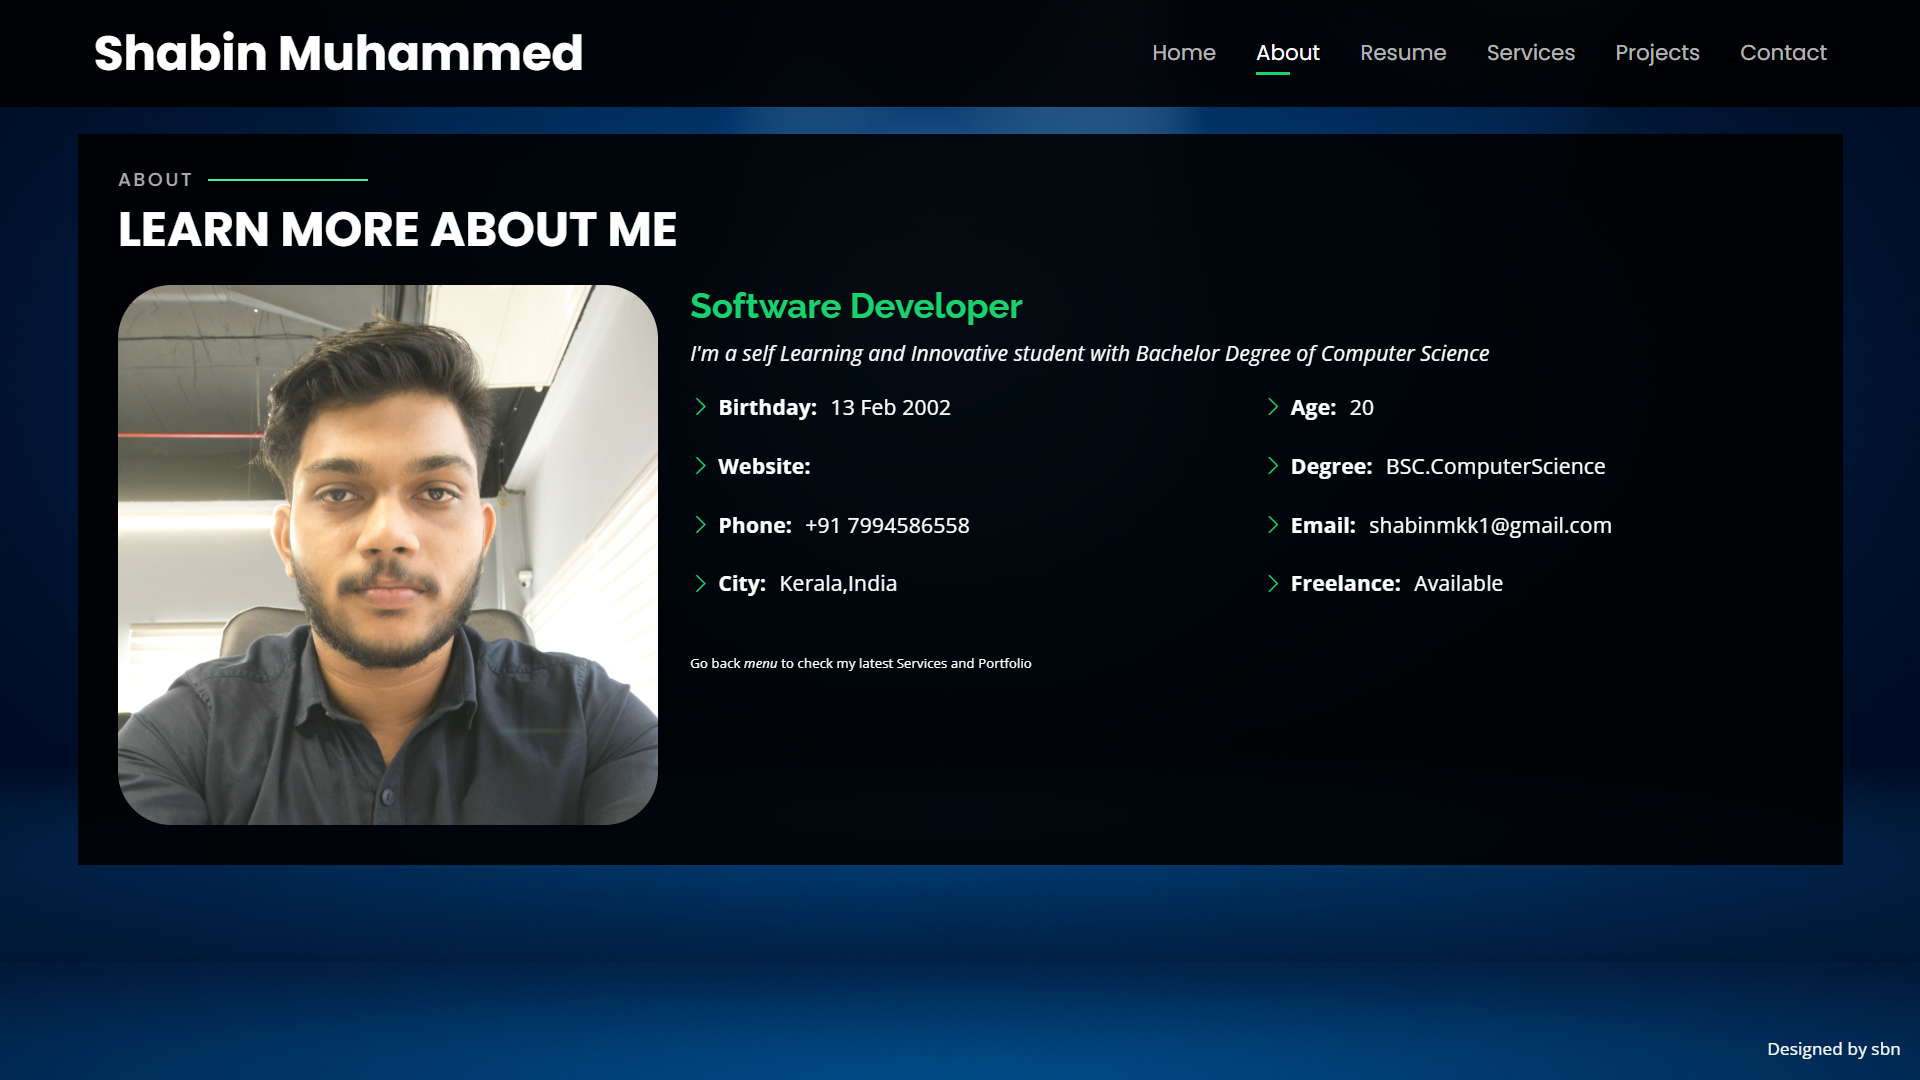 Shabin Muhammed
Home About Resume Services Projects Contact
ABOUT
LEARN MORE ABOUT ME
Software Developer
I'm a self Learning and Innovative student with Bachelor Degree of Computer Science
Birthday: 13 Feb 2002
Age: 20
Website:
Degree: BSC.ComputerScience
Phone: +91 7994586558
Email: shabinmkk1@gmail.com
City: Kerala,India
Freelance: Available
Go back menu to check my latest Services and Portfolio
Designed by sbn